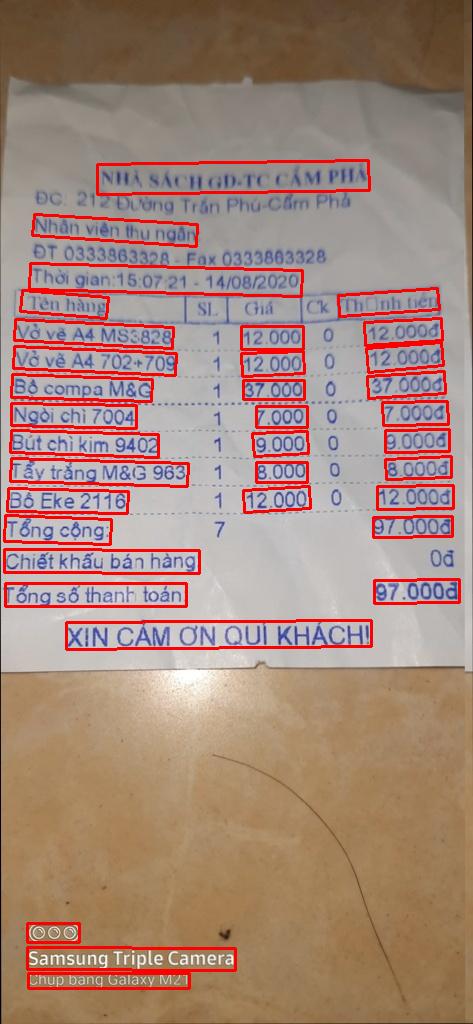 NHÀ SÁCH GD-TC CẨM PHẢ
ĐC: 212 Đường Trần Phú-Cẩm Phả
Nhân viên thu ngân
ĐT 0333863328 - Fax 0333863328
Thời gian:15:07:21 - 14/08/2020
Tên hàng SL Giá Ck Th□nh tiền
Vở vẽ A4 MS3828 1 12.000 0 12.000đ
Vở vẽ A4 702+709 1 12.000 0 12.000đ
Bộ compa M&G 1 37.000 0 37.000đ
Ngòi chì 7004 1 7.000 0 7.000đ
Bút chì kim 9402 1 9.000 0 9.000đ
Tẩy trắng M&G 963 1 8.000 0 8.000đ
Bộ Eke 2116 1 12.000 0 12.000đ
Tổng cộng: 7 97.000đ
Chiết khấu bán hàng 0đ
Tổng số thanh toán 97.000đ
XIN CẢM ƠN QUÍ KHÁCH!
Samsung Triple Camera
Chụp bằng Galaxy M21